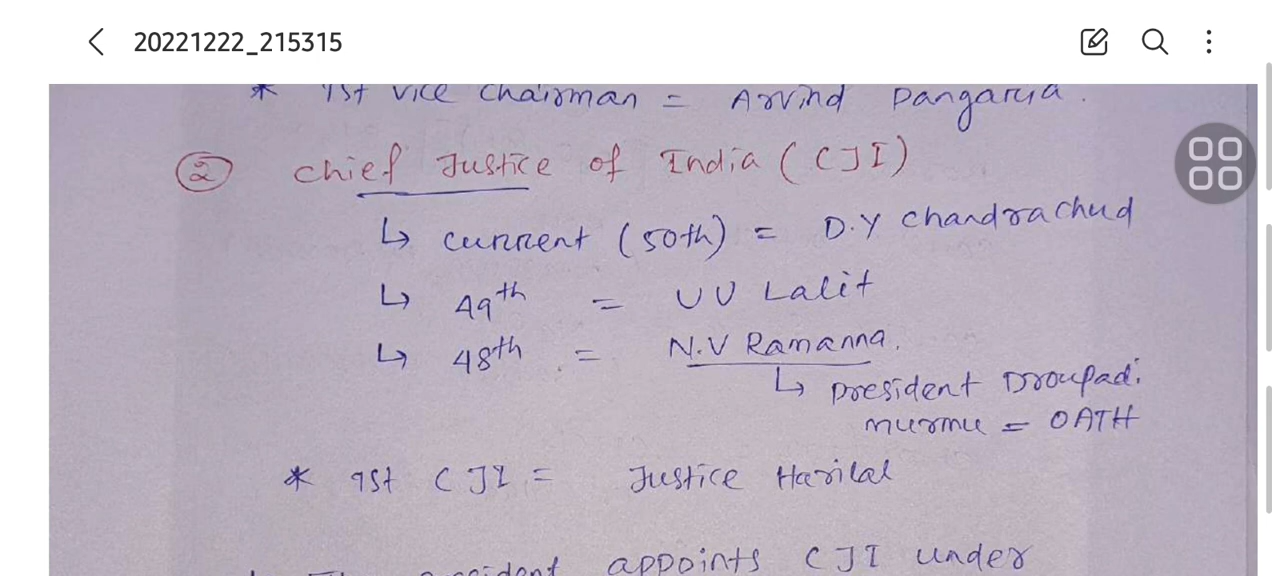 20221222_215315
* 1st vice chairman = Arvind Pangariya.
② Chief Justice of India (CJI)
↳ current (50th) = D.Y Chandrachud
↳ 49th = UU Lalit
↳ 48th = N.V Ramanna.
↳ President Droupadi
murmu = OATH
* 1st CJI = Justice Harilal
appoints CJI under